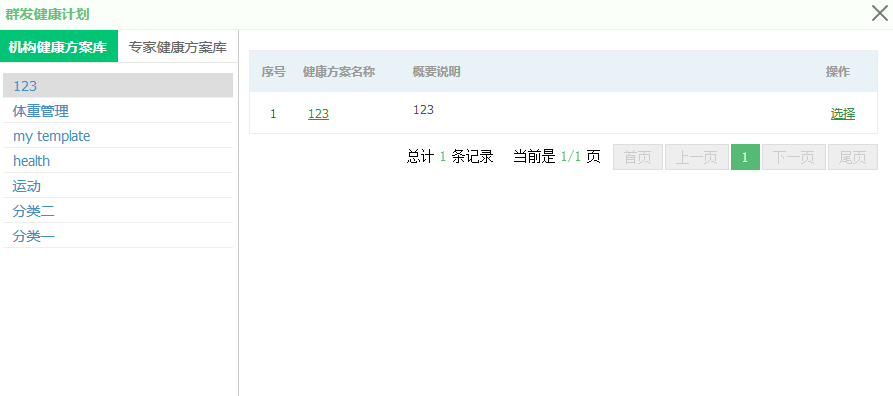 群发健康计划
机构健康方案库 专家健康方案库
123
体重管理
my template
health
运动
分类二
分类一
序号 健康方案名称 概要说明 操作
1 123 123 选择
总计 1 条记录 当前是 1/1 页 首页 上一页 1 下一页 尾页